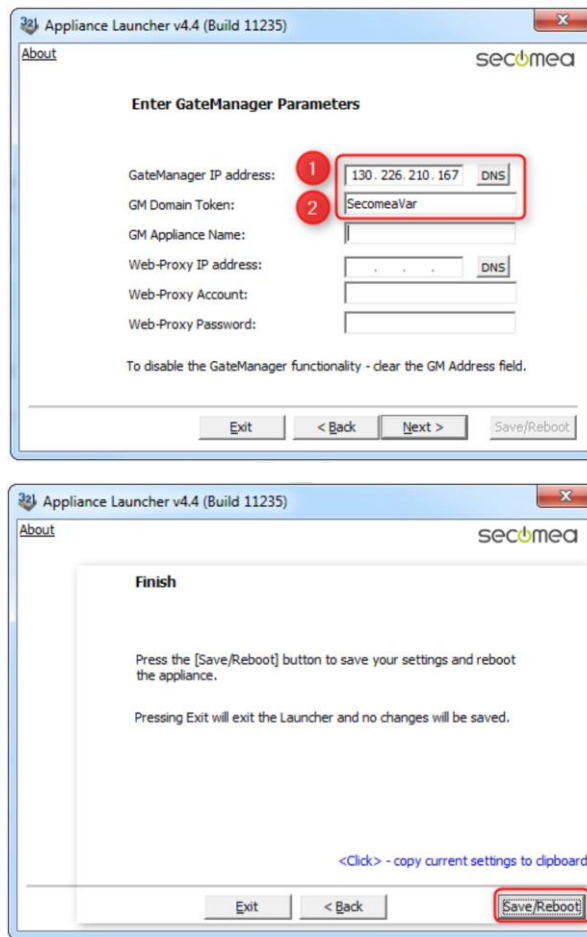 Appliance Launcher v4.4 (Build 11235)
About
secomea
Enter GateManager Parameters
GateManager IP address: 1 130 . 226 . 210 . 167 DNS
GM Domain Token: 2 SecomeaVar
GM Appliance Name:
Web-Proxy IP address: . . . DNS
Web-Proxy Account:
Web-Proxy Password:
To disable the GateManager functionality - clear the GM Address field.
Exit < Back Next > Save/Reboot
Appliance Launcher v4.4 (Build 11235)
About
secomea
Finish
Press the [Save/Reboot] button to save your settings and reboot
the appliance.
Pressing Exit will exit the Launcher and no changes will be saved.
<Click> - copy current settings to clipboard
Exit < Back Save/Reboot